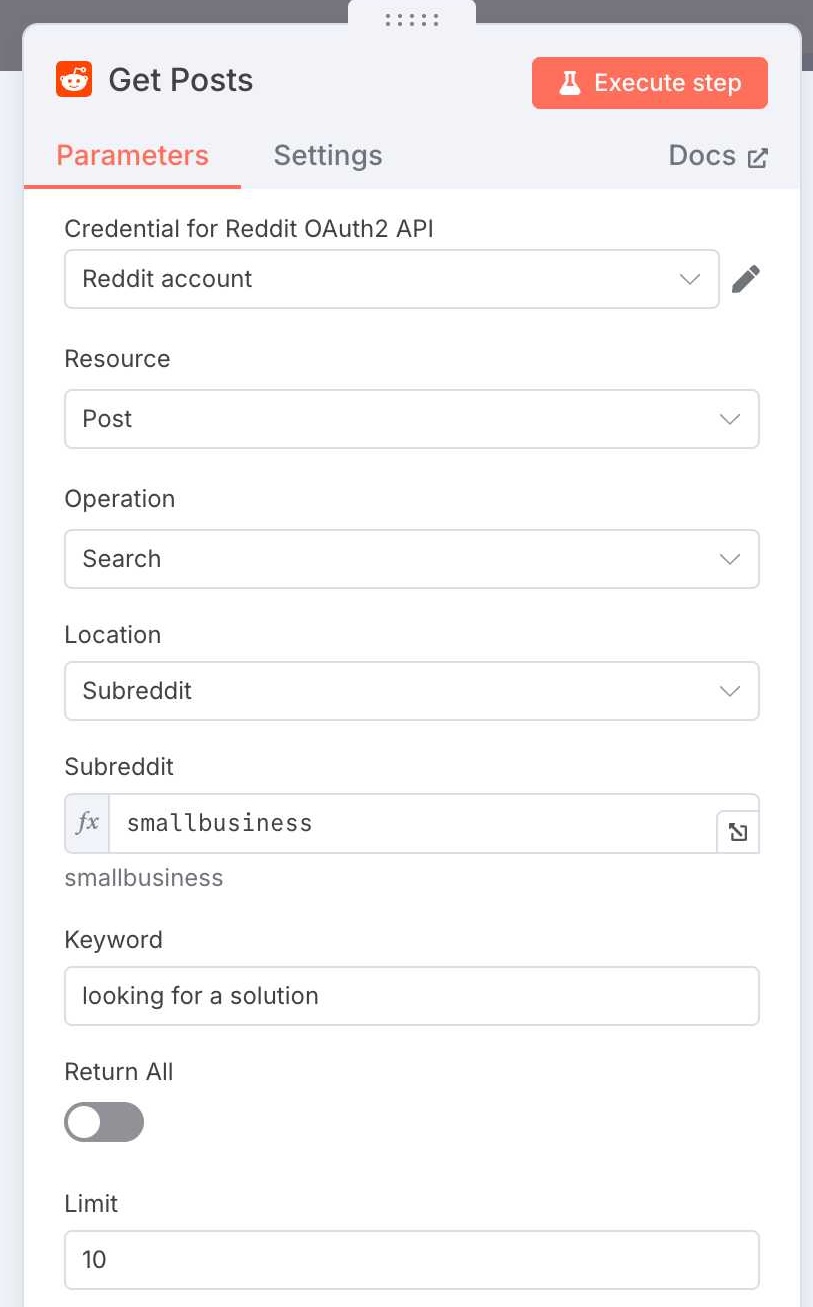 Get Posts
Execute step
Parameters
Settings
Docs
Credential for Reddit OAuth2 API
Reddit account
Resource
Post
Operation
Search
Location
Subreddit
Subreddit
fx smallbusiness
smallbusiness
Keyword
looking for a solution
Return All
Limit
10